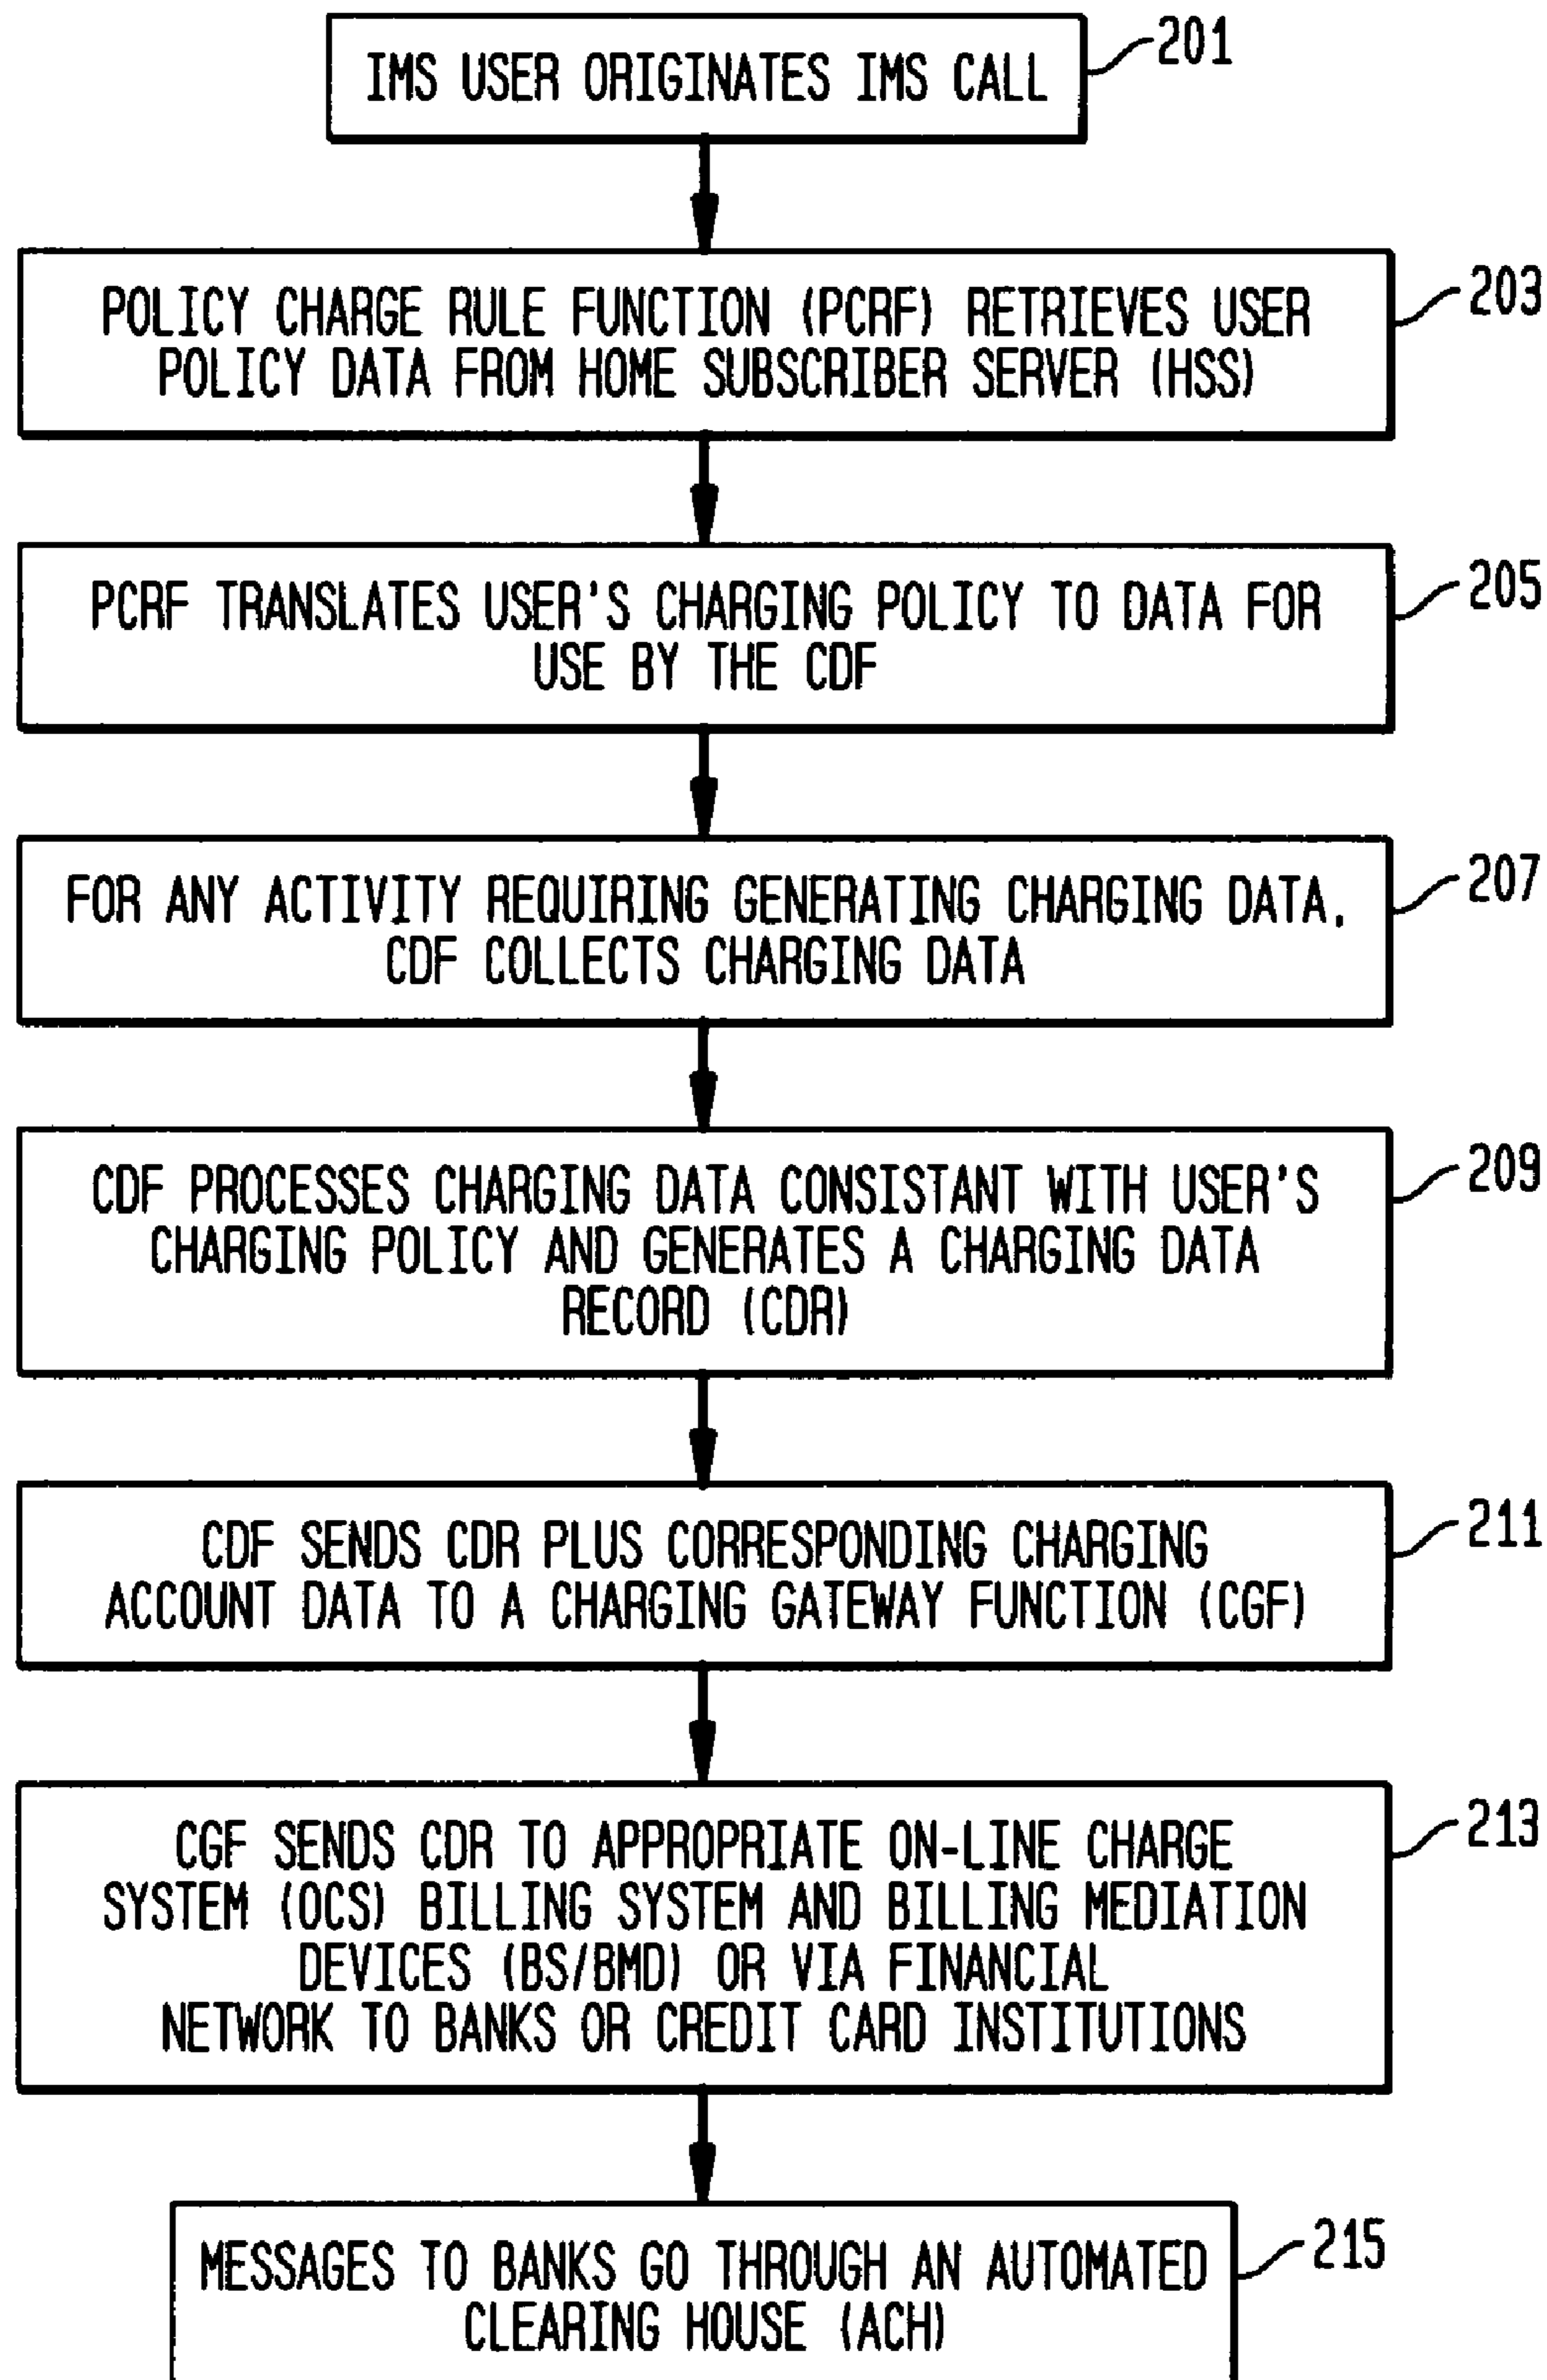 IMS USER ORIGINATES IMS CALL
201
POLICY CHARGE RULE FUNCTION (PCRF) RETRIEVES USER
POLICY DATA FROM HOME SUBSCRIBER SERVER (HSS)
203
PCRF TRANSLATES USER'S CHARGING POLICY TO DATA FOR
USE BY THE CDF
205
FOR ANY ACTIVITY REQUIRING GENERATING CHARGING DATA,
CDF COLLECTS CHARGING DATA
207
CDF PROCESSES CHARGING DATA CONSISTANT WITH USER'S
CHARGING POLICY AND GENERATES A CHARGING DATA
RECORD (CDR)
209
CDF SENDS CDR PLUS CORRESPONDING CHARGING
ACCOUNT DATA TO A CHARGING GATEWAY FUNCTION (CGF)
211
CGF SENDS CDR TO APPROPRIATE ON-LINE CHARGE
SYSTEM (OCS) BILLING SYSTEM AND BILLING MEDIATION
DEVICES (BS/BMD) OR VIA FINANCIAL
NETWORK TO BANKS OR CREDIT CARD INSTITUTIONS
213
MESSAGES TO BANKS GO THROUGH AN AUTOMATED
CLEARING HOUSE (ACH)
215